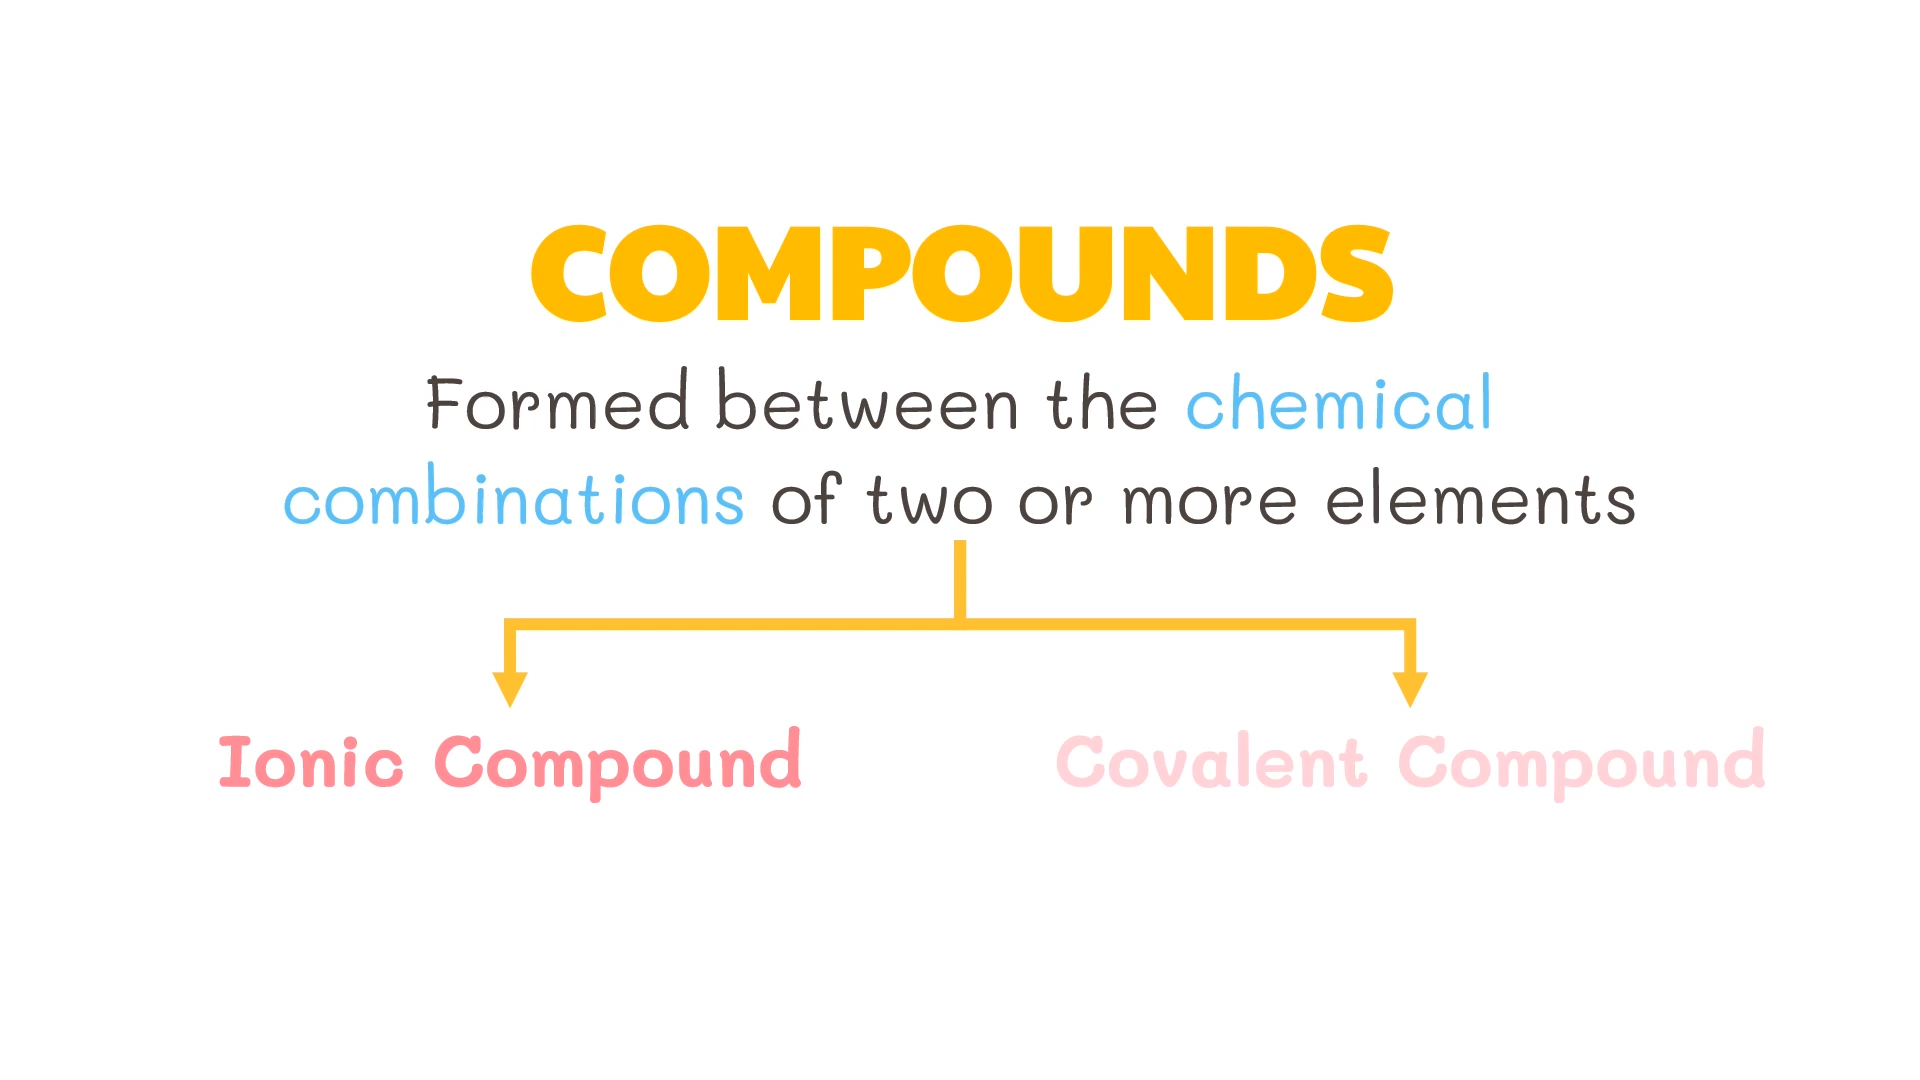 COMPOUNDS
Formed between the chemical
combinations of two or more elements
Ionic Compound
Covalent Compound